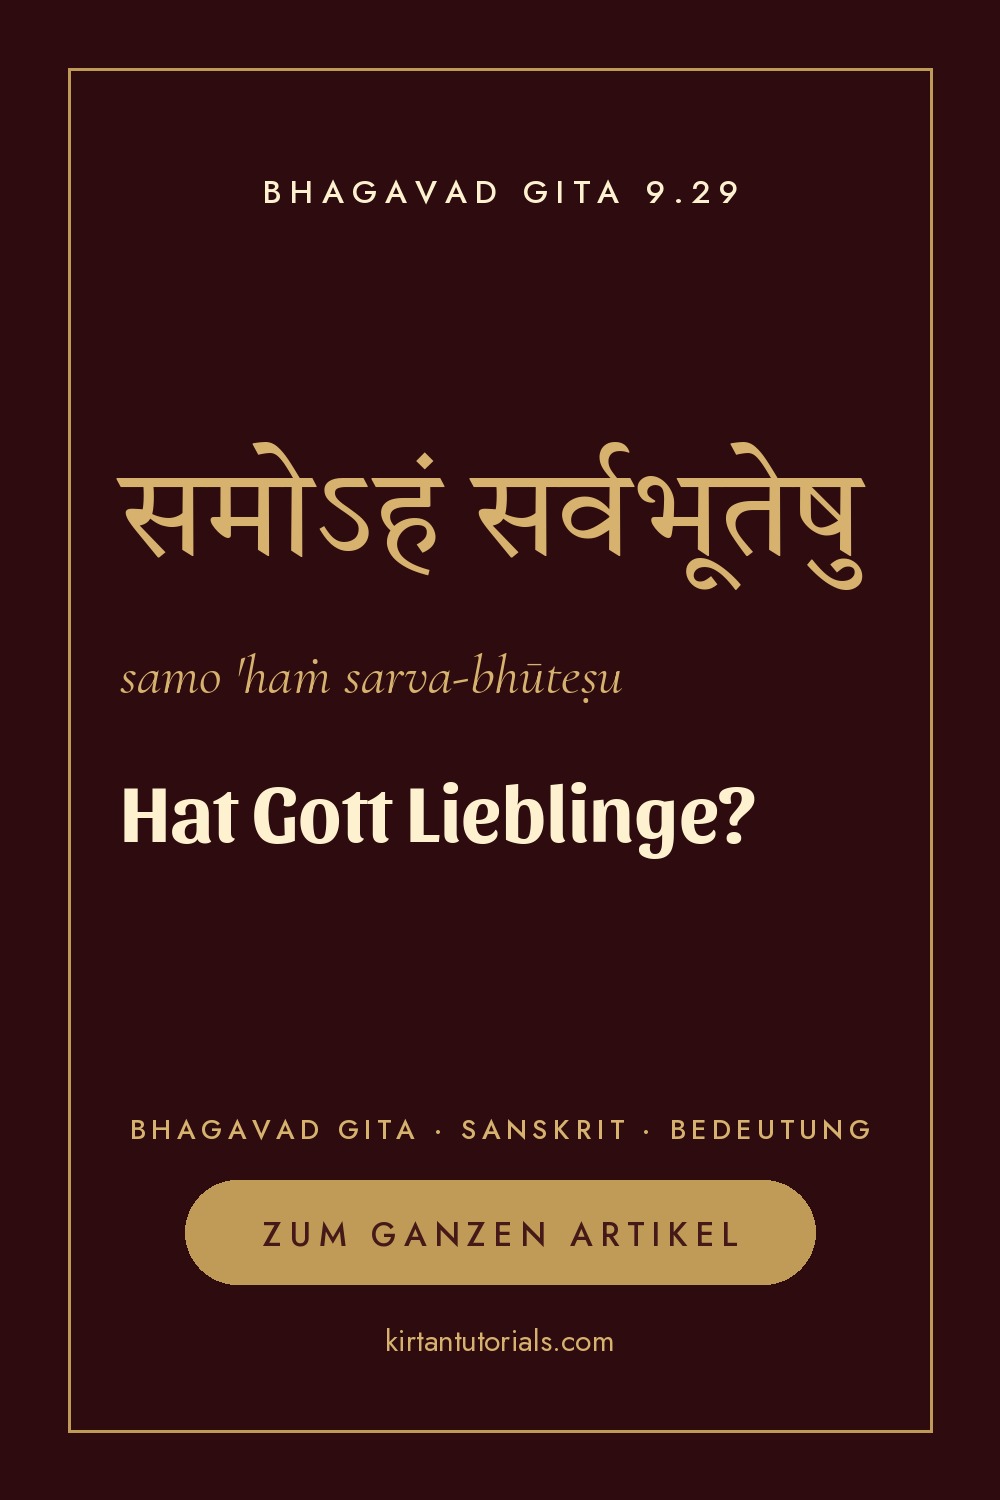 BHAGAVAD GITA 9.29
समोऽहं सर्वभूतेषु
samo 'haṁ sarva-bhūteṣu
Hat Gott Lieblinge?
BHAGAVAD GITA · SANSKRIT · BEDEUTUNG
ZUM GANZEN ARTIKEL
kirtantutorials.com